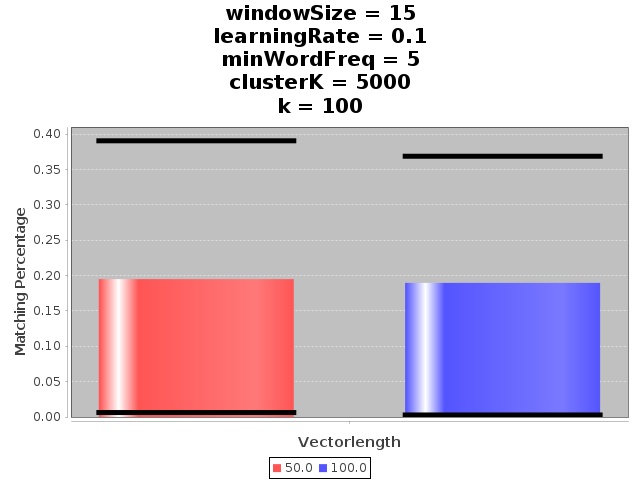 windowSize = 15
learningRate = 0.1
minWordFreq = 5
clusterK = 5000
k = 100
0.40
0.35
0.30
0.25
0.20
0.15
0.10
0.05
0.00
Matching Percentage
Vectorlength
50.0 100.0